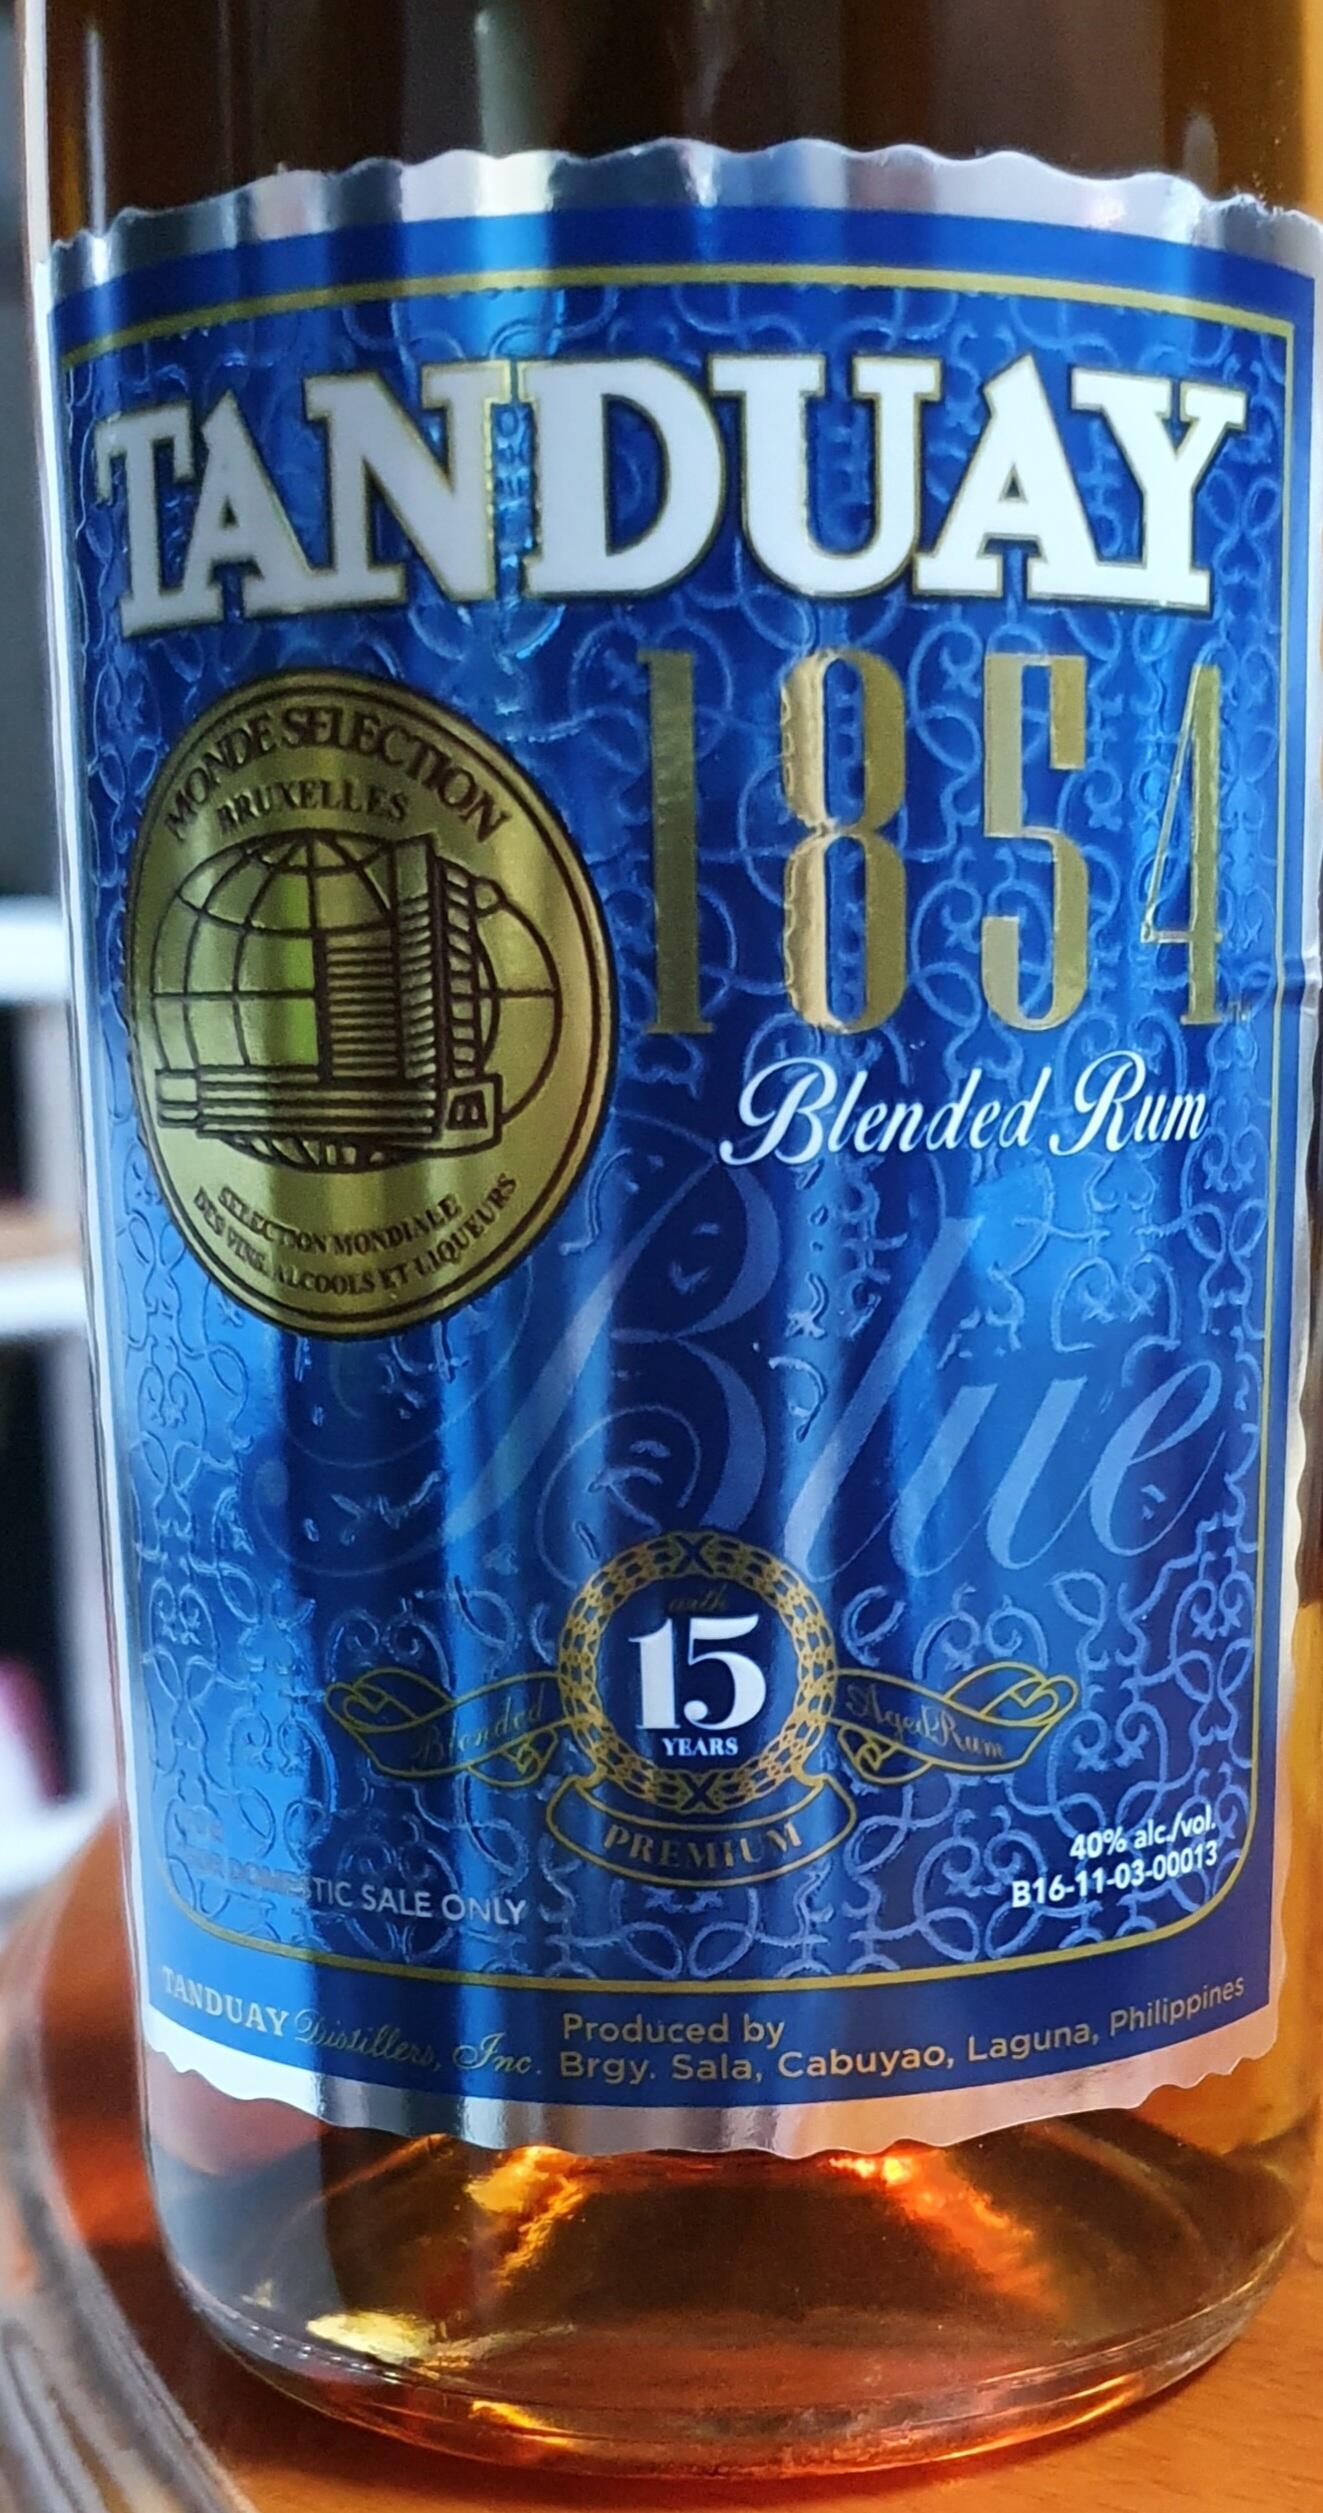 TANDUAY
1854
MONDE SELECTION
BRUXELLES
SELECTION MONDIALE
DES VINS, ALCOOLS ET LIQUEURS
Blended Rum
Blue
with
15
YEARS
Blended Aged Rum
PREMIUM
FOR DOMESTIC SALE ONLY
40% alc./vol.
B16-11-03-00013
Produced by
TANDUAY Distillers, Inc. Brgy. Sala, Cabuyao, Laguna, Philippines